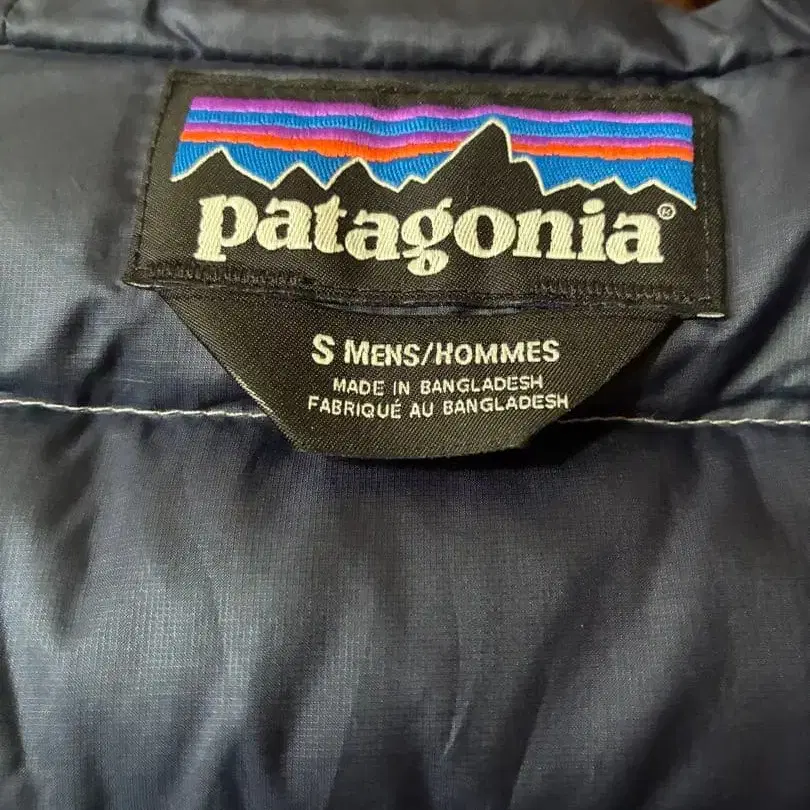 patagonia®
S MENS/HOMMES
MADE IN BANGLADESH
FABRIQUÉ AU BANGLADESH